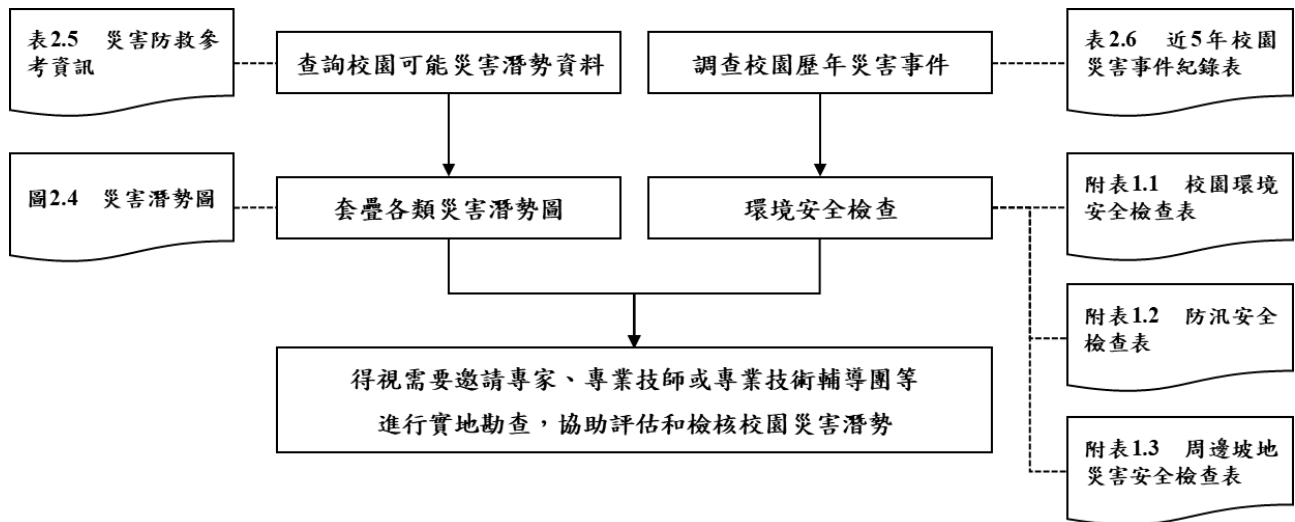 表2.5 災害防救參
考資訊
查詢校園可能災害潛勢資料
調查校園歷年災害事件
表2.6 近5年校園
災害事件紀錄表
圖2.4 災害潛勢圖
套疊各類災害潛勢圖
環境安全檢查
附表1.1 校園環境
安全檢查表
附表1.2 防汛安全
檢查表
得視需要邀請專家、專業技師或專業技術輔導團等
進行實地勘查，協助評估和檢核校園災害潛勢
附表1.3 周邊坡地
災害安全檢查表